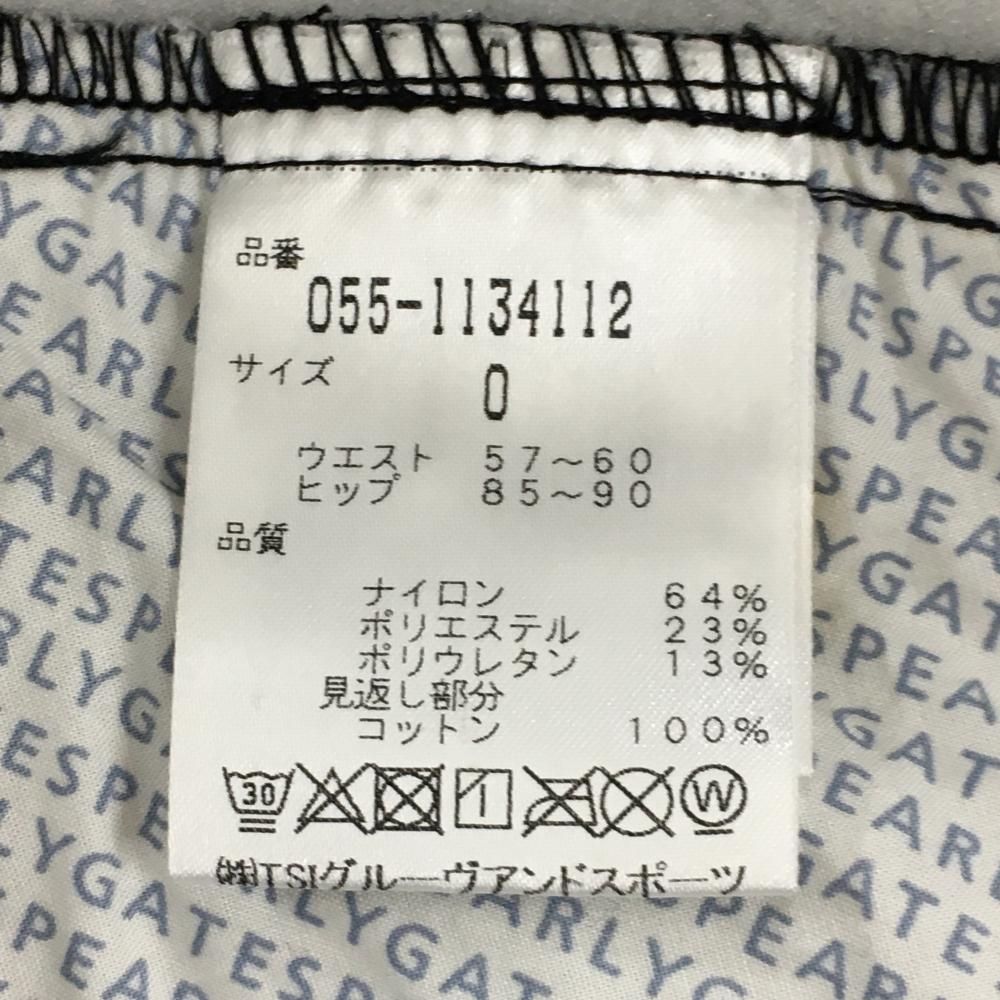 品番
055-1134112
サイズ 0
ウエスト 57～60
ヒップ 85～90
品質
ナイロン 64%
ポリエステル 23%
ポリウレタン 13%
見返し部分
コットン 100%
30 W
㈱TSIグルーヴアンドスポーツ